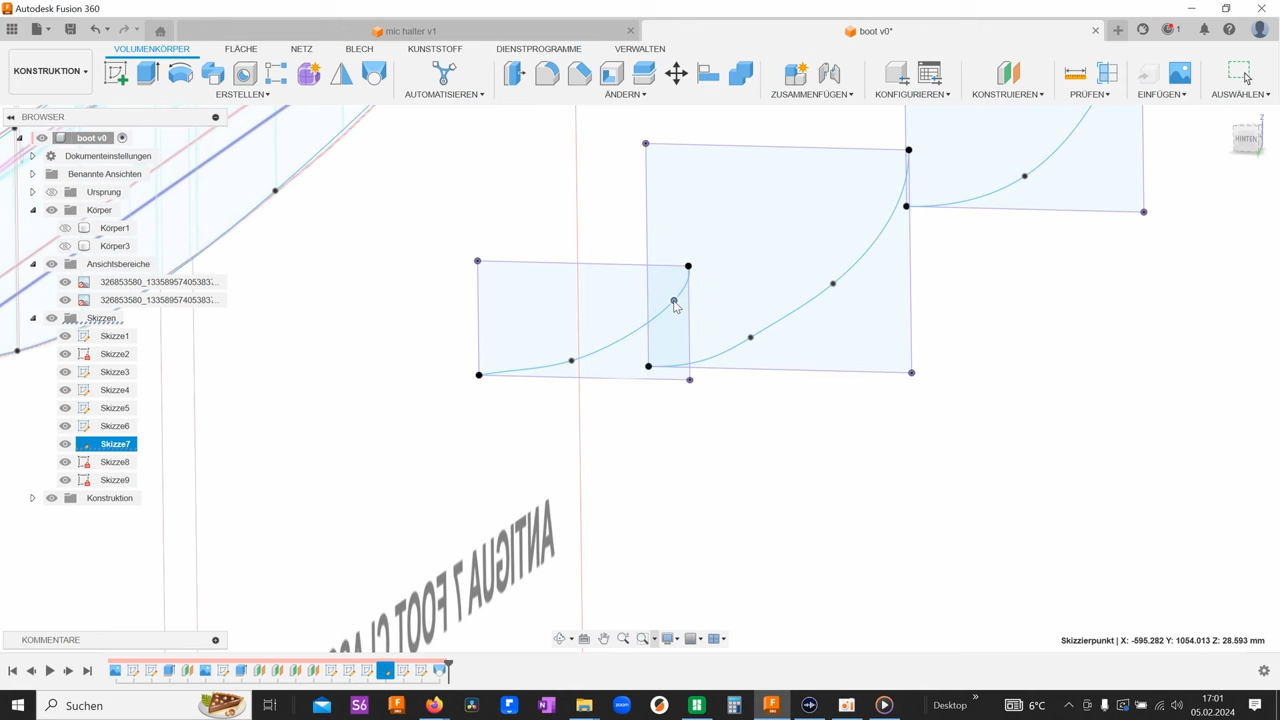 Autodesk Fusion 360
mic halter v1
boot v0*
1
KONSTRUKTION
VOLUMENKÖRPER FLÄCHE NETZ BLECH KUNSTSTOFF DIENSTPROGRAMME VERWALTEN
ERSTELLEN AUTOMATISIEREN ÄNDERN ZUSAMMENFÜGEN KONFIGURIEREN KONSTRUIEREN PRÜFEN EINFÜGEN AUSWÄHLEN
BROWSER
boot v0
Dokumenteinstellungen
Benannte Ansichten
Ursprung
Körper
Körper1
Körper3
Ansichtsbereiche
326853580_13358957405383...
326853580_13358957405383...
Skizzen
Skizze1
Skizze2
Skizze3
Skizze4
Skizze5
Skizze6
Skizze7
Skizze8
Skizze9
Konstruktion
Z
HINTEN
ANTIGUA 7 FOOT
KOMMENTARE
Skizzierpunkt | X: -595.282 Y: 1054.013 Z: 28.593 mm
Suchen
Desktop
6°C
17:01
05.02.2024